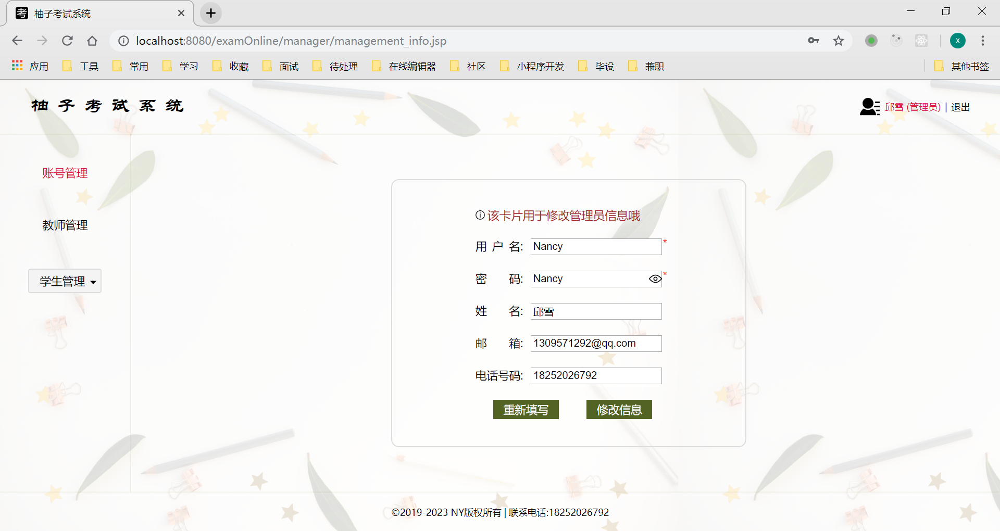 考 柚子考试系统
localhost:8080/examOnline/manager/management_info.jsp
X
应用 工具 常用 学习 收藏 面试 待处理 在线编辑器 社区 小程序开发 毕设 兼职 其他书签
柚子考试系统
邱雪 (管理员) | 退出
账号管理
教师管理
学生管理
该卡片用于修改管理员信息哦
用户名: Nancy *
密码: Nancy *
姓名: 邱雪
邮箱: 1309571292@qq.com
电话号码: 18252026792
重新填写 修改信息
©2019-2023 NY版权所有 | 联系电话:18252026792